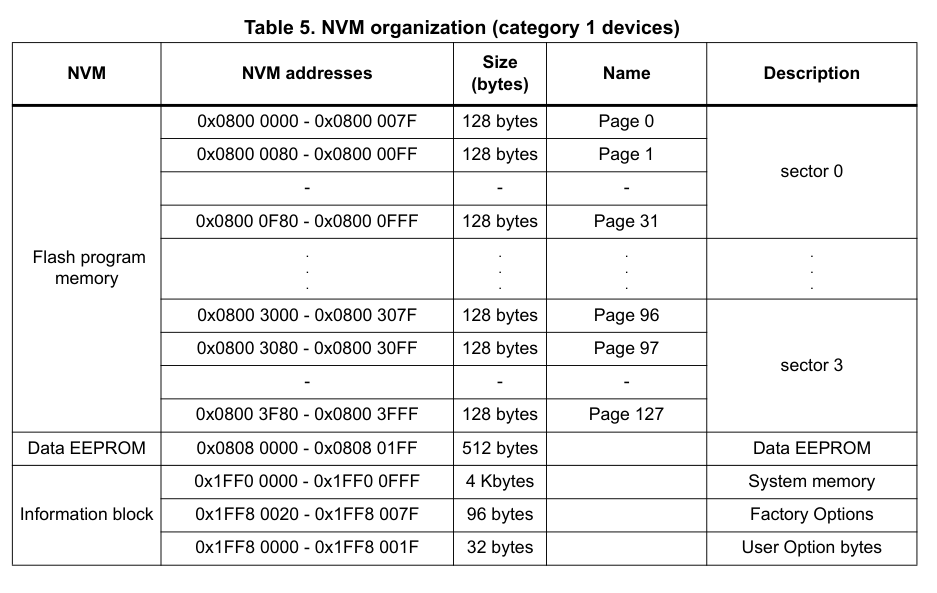 Table 5. NVM organization (category 1 devices)
NVM NVM addresses Size (bytes) Name Description
Flash program memory
0x0800 0000 - 0x0800 007F 128 bytes Page 0
0x0800 0080 - 0x0800 00FF 128 bytes Page 1
- - -
0x0800 0F80 - 0x0800 0FFF 128 bytes Page 31
sector 0
. . . .
. . . .
. . . .
0x0800 3000 - 0x0800 307F 128 bytes Page 96
0x0800 3080 - 0x0800 30FF 128 bytes Page 97
- - -
0x0800 3F80 - 0x0800 3FFF 128 bytes Page 127
sector 3
Data EEPROM 0x0808 0000 - 0x0808 01FF 512 bytes Data EEPROM
Information block
0x1FF0 0000 - 0x1FF0 0FFF 4 Kbytes System memory
0x1FF8 0020 - 0x1FF8 007F 96 bytes Factory Options
0x1FF8 0000 - 0x1FF8 001F 32 bytes User Option bytes